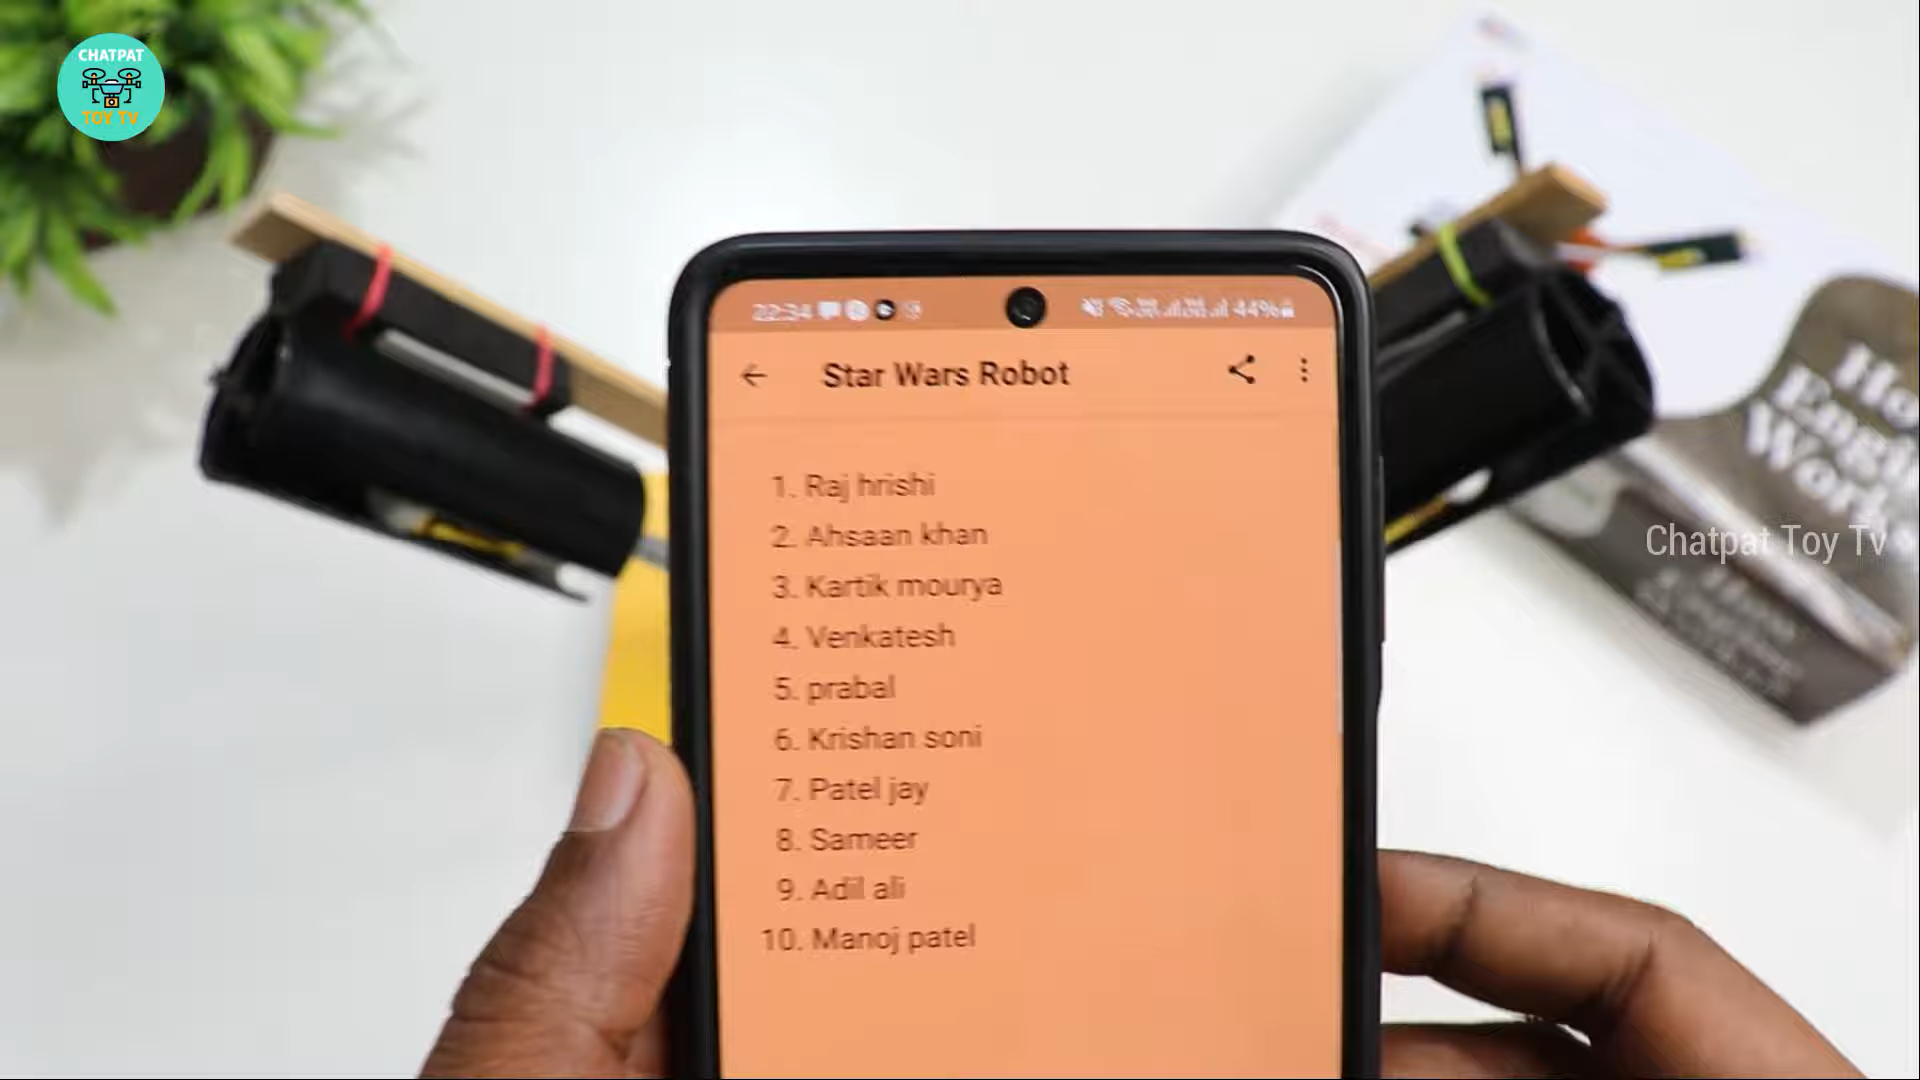 CHATPAT
TOY TV
22:34
44%
Star Wars Robot
1. Raj hrishi
2. Ahsaan khan
3. Kartik mourya
4. Venkatesh
5. prabal
6. Krishan soni
7. Patel jay
8. Sameer
9. Adil ali
10. Manoj patel
Chatpat Toy Tv